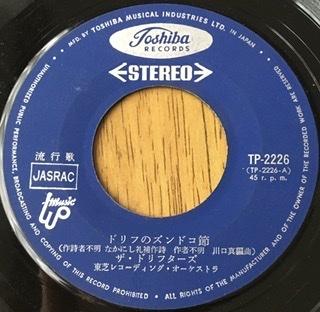 MFD. BY TOSHIBA MUSICAL INDUSTRIES LTD. IN JAPAN
ALL RIGHTS OF THE MANUFACTURER AND OF THE OWNER OF THE RECORDED WORK ARE RESERVED
UNAUTHORIZED PUBLIC PERFORMANCE, BROADCASTING AND COPYING OF THIS RECORD PROHIBITED
Toshiba
RECORDS
STEREO
流行歌
JASRAC
Music
UP
TP-2226
(TP-2226-A)
45 r.p.m.
ドリフのズンドコ節
(作詩者不明 なかにし礼補作詩 作者不明 川口真編曲)
ザ・ドリフターズ
東芝レコーディング・オーケストラ